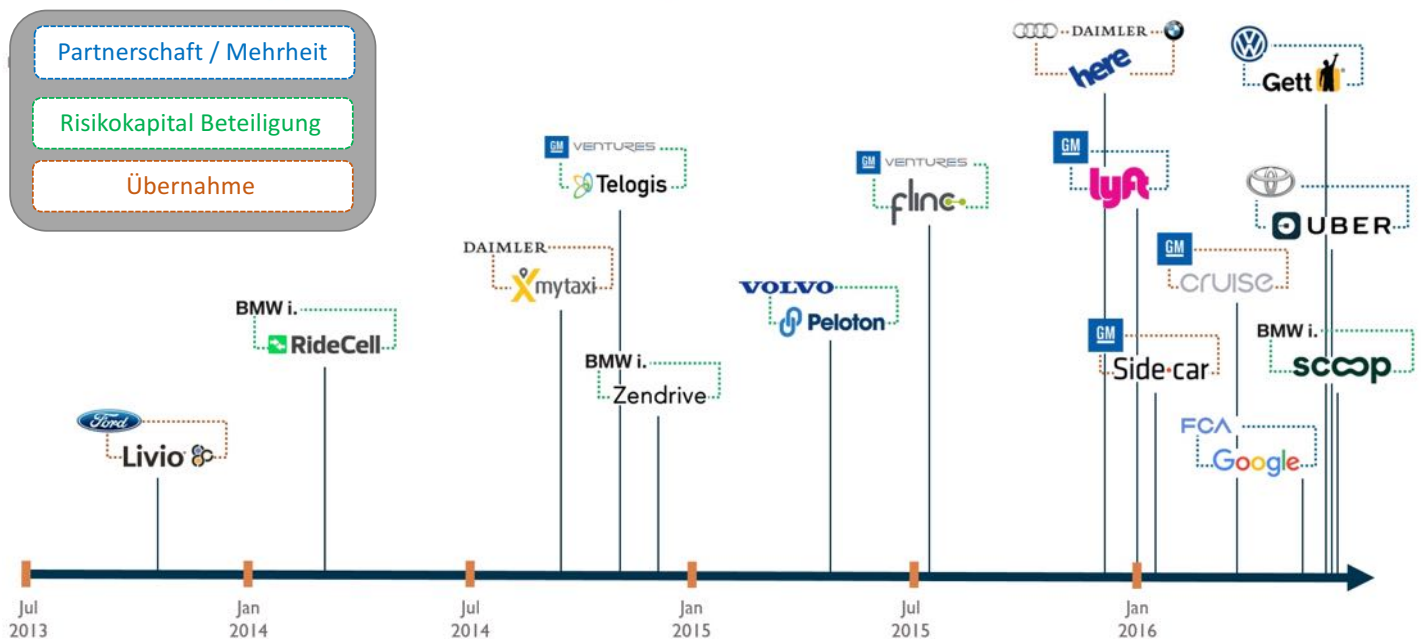 Partnerschaft / Mehrheit
Risikokapital Beteiligung
Übernahme
Ford
Livio
BMW i.
RideCell
DAIMLER
mytaxi
GM VENTURES
Telogis
BMW i.
Zendrive
VOLVO
Peloton
GM VENTURES
flinc
DAIMLER
here
GM
lyft
GM
Side·car
GM
cruise
FCA
Google
Gett
UBER
BMW i.
scoop
Jul
2013
Jan
2014
Jul
2014
Jan
2015
Jul
2015
Jan
2016